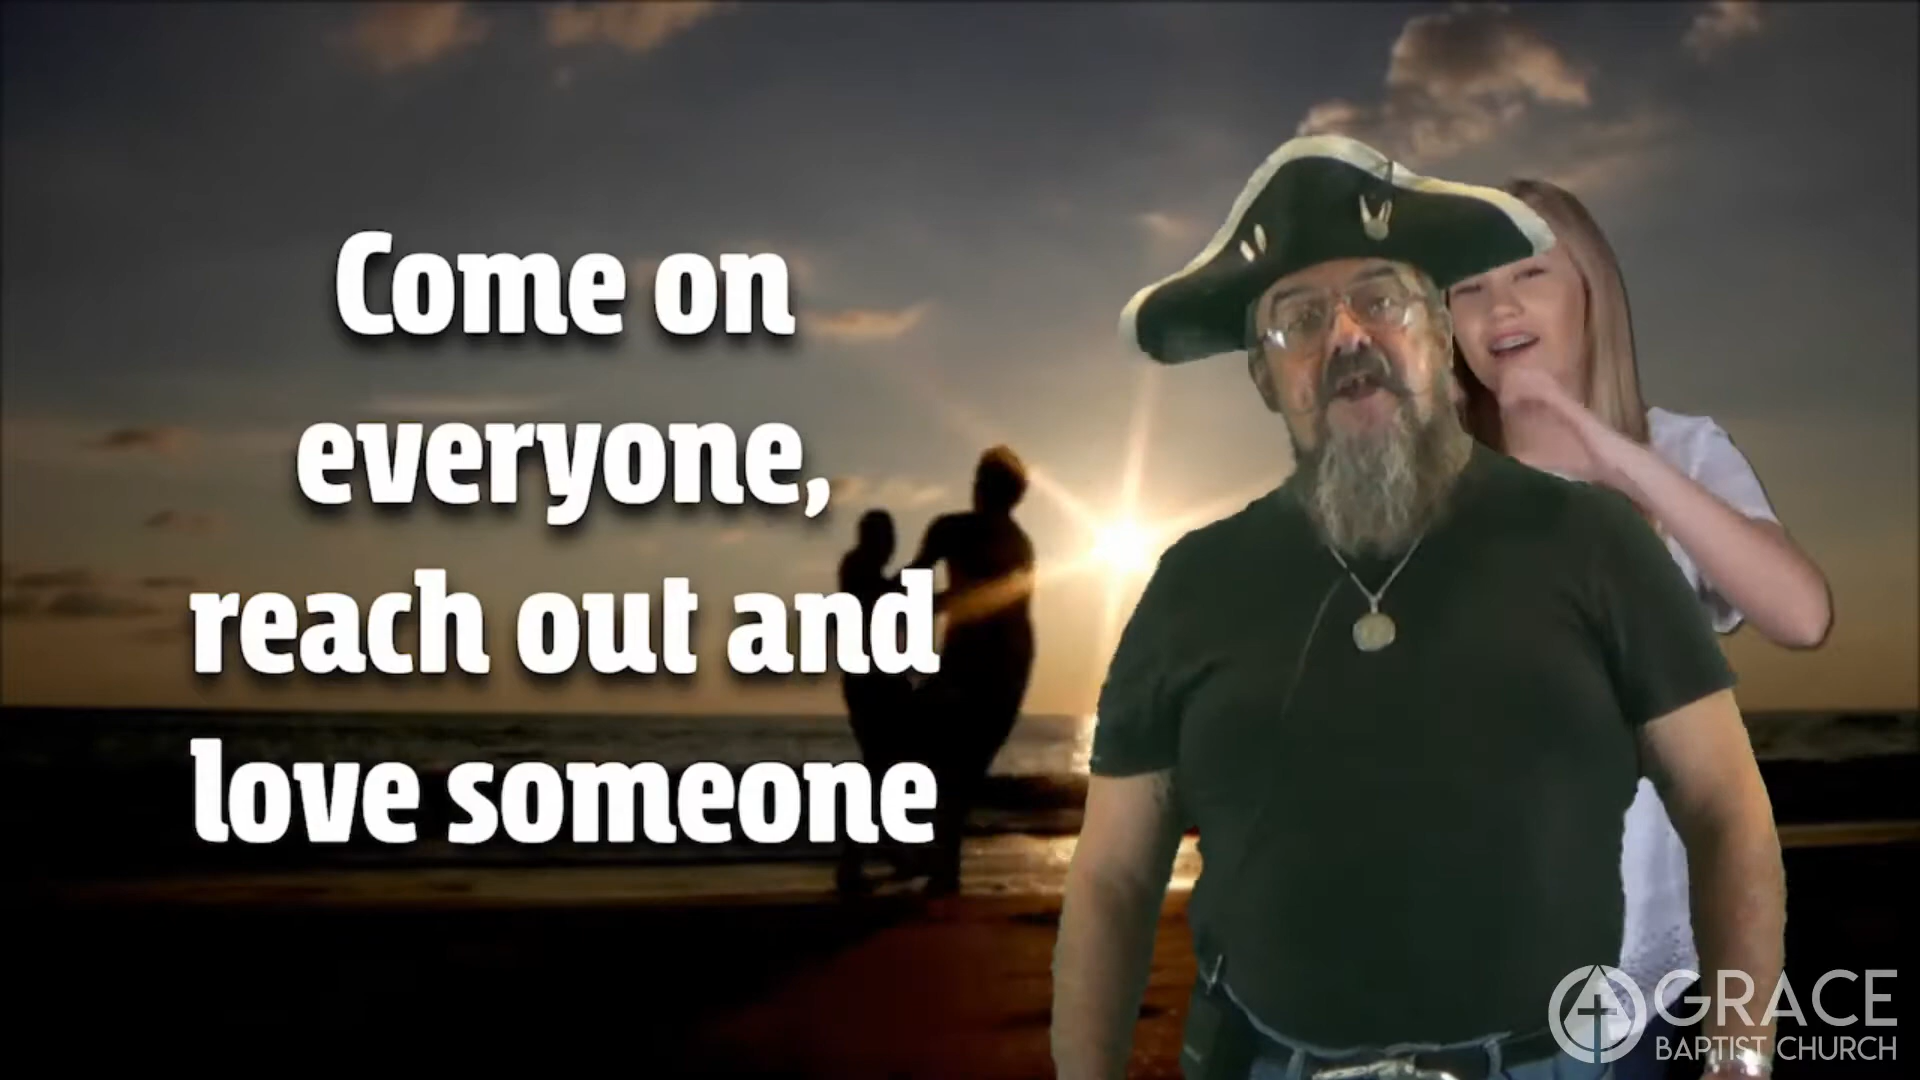 Come on
everyone,
reach out and
love someone
GRACE
BAPTIST CHURCH